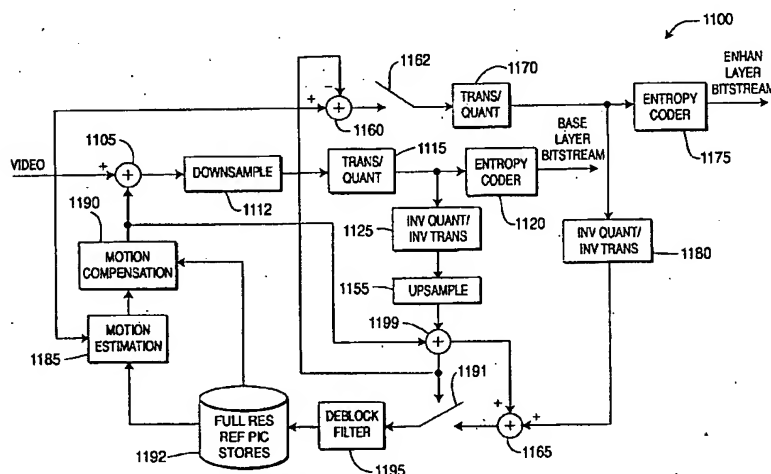 1100
1162
1170
ENHAN
LAYER
BITSTREAM
TRANS/
QUANT
ENTROPY
CODER
1175
−
+
+
1160
1105
VIDEO
+
+
DOWNSAMPLE
1112
1115
TRANS/
QUANT
BASE
LAYER
BITSTREAM
ENTROPY
CODER
1120
1190
MOTION
COMPENSATION
1125
INV QUANT/
INV TRANS
INV QUANT/
INV TRANS
1180
1155
UPSAMPLE
1199
+
MOTION
ESTIMATION
1185
1191
+
+
+
1165
FULL RES
REF PIC
STORES
1192
DEBLOCK
FILTER
1195